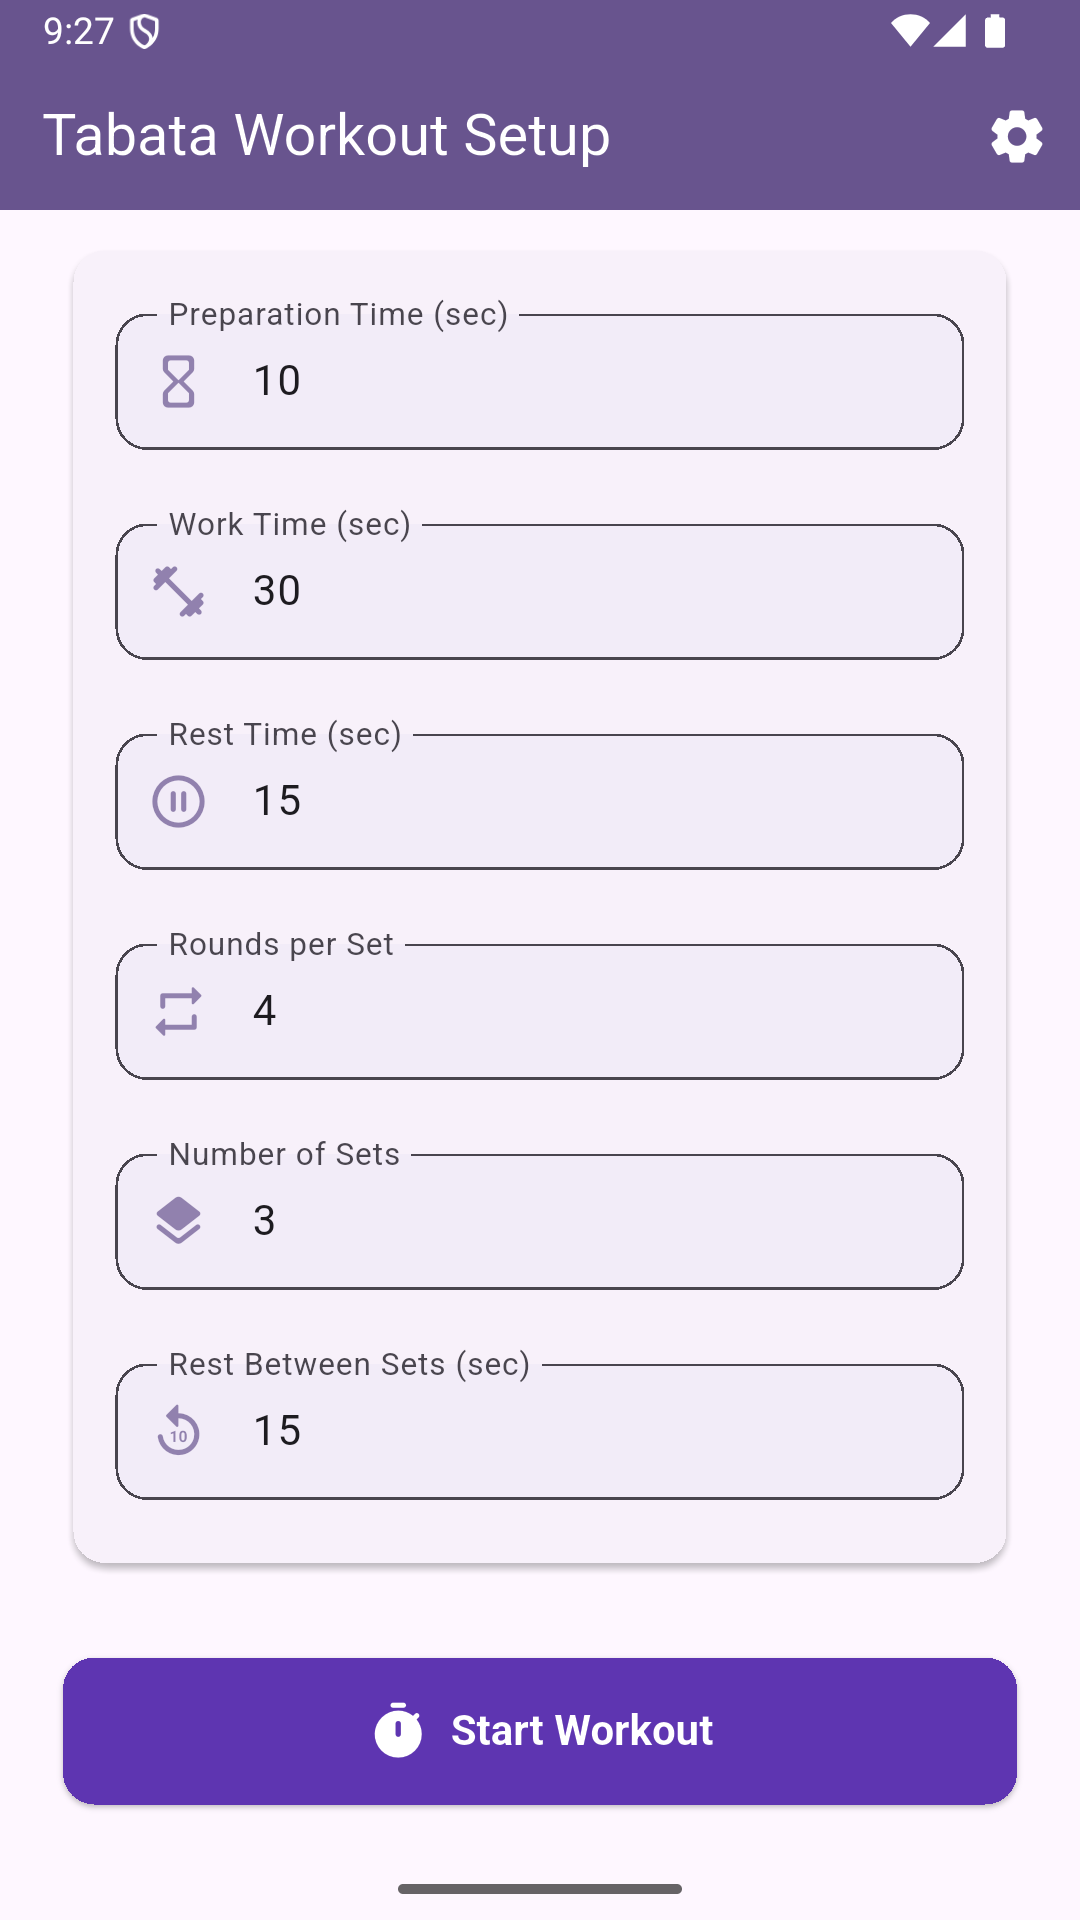 9:27
Tabata Workout Setup
Preparation Time (sec)
10
Work Time (sec)
30
Rest Time (sec)
15
Rounds per Set
4
Number of Sets
3
Rest Between Sets (sec)
10
15
Start Workout